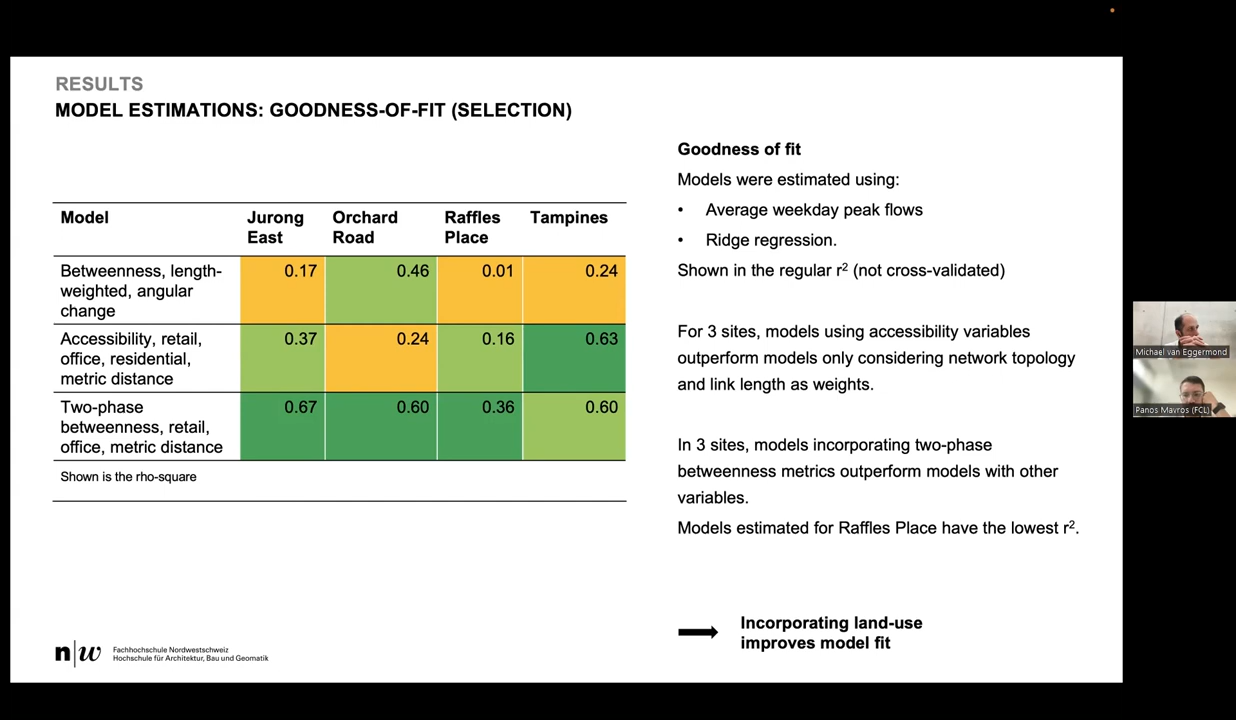 RESULTS
MODEL ESTIMATIONS: GOODNESS-OF-FIT (SELECTION)
Model
Jurong
East
Orchard
Road
Raffles
Place
Tampines
Betweenness, length-
weighted, angular
change
0.17
0.46
0.01
0.24
Accessibility, retail,
office, residential,
metric distance
0.37
0.24
0.16
0.63
Two-phase
betweenness, retail,
office, metric distance
0.67
0.60
0.36
0.60
Shown is the rho-square
Goodness of fit
Models were estimated using:
• Average weekday peak flows
• Ridge regression.
Shown in the regular r² (not cross-validated)
For 3 sites, models using accessibility variables
outperform models only considering network topology
and link length as weights.
In 3 sites, models incorporating two-phase
betweenness metrics outperform models with other
variables.
Models estimated for Raffles Place have the lowest r².
Incorporating land-use
improves model fit
n|w
Fachhochschule Nordwestschweiz
Hochschule für Architektur, Bau und Geomatik
Michael van Eggermond
Panos Mavros (FCL)